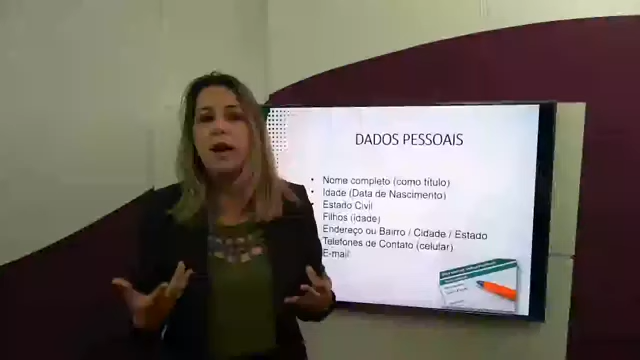 DADOS PESSOAIS
• Nome completo (como título)
• Idade (Data de Nascimento)
• Estado Civil
Filhos (idade)
Endereço ou Bairro / Cidade / Estado
Telefones de Contato (celular)
E-mail